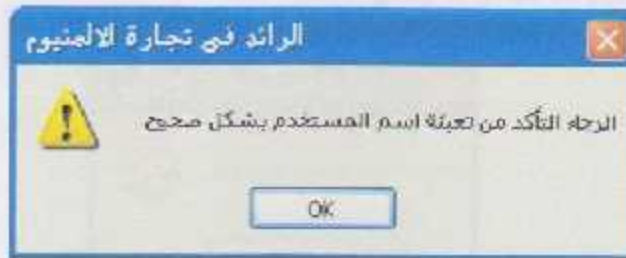 الرائد في تجارة الالمنيوم
الرجاء التأكد من تعبئة اسم المستخدم بشكل صحيح
OK